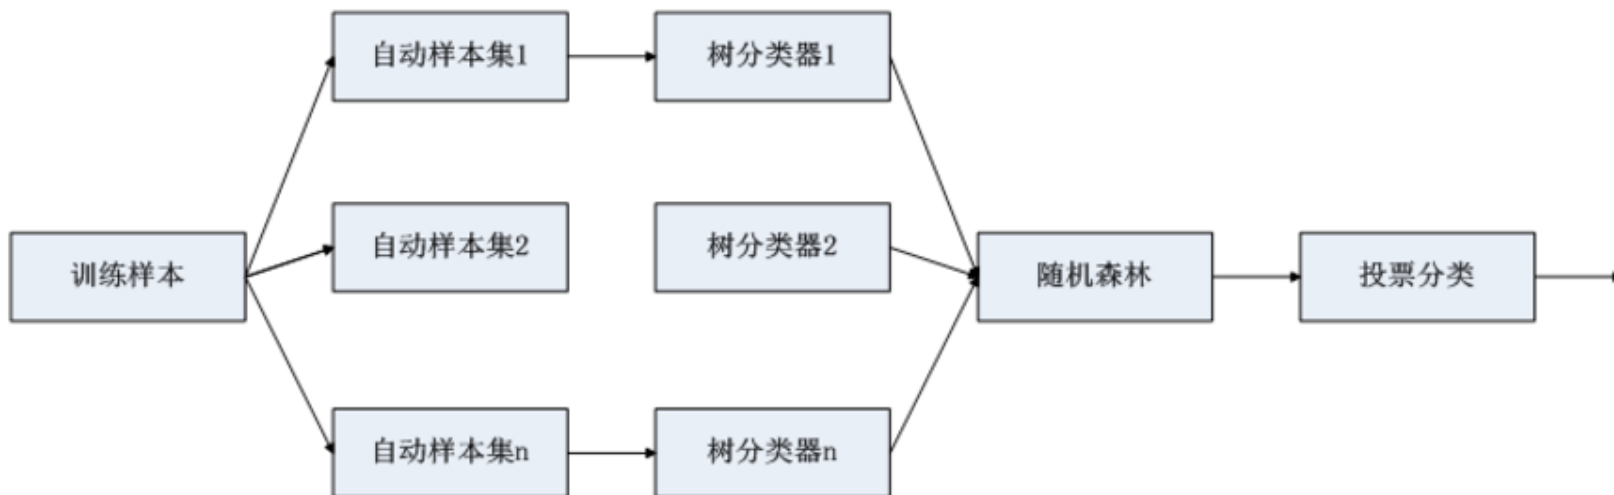 自动样本集1
树分类器1
自动样本集2
树分类器2
训练样本
随机森林
投票分类
自动样本集n
树分类器n